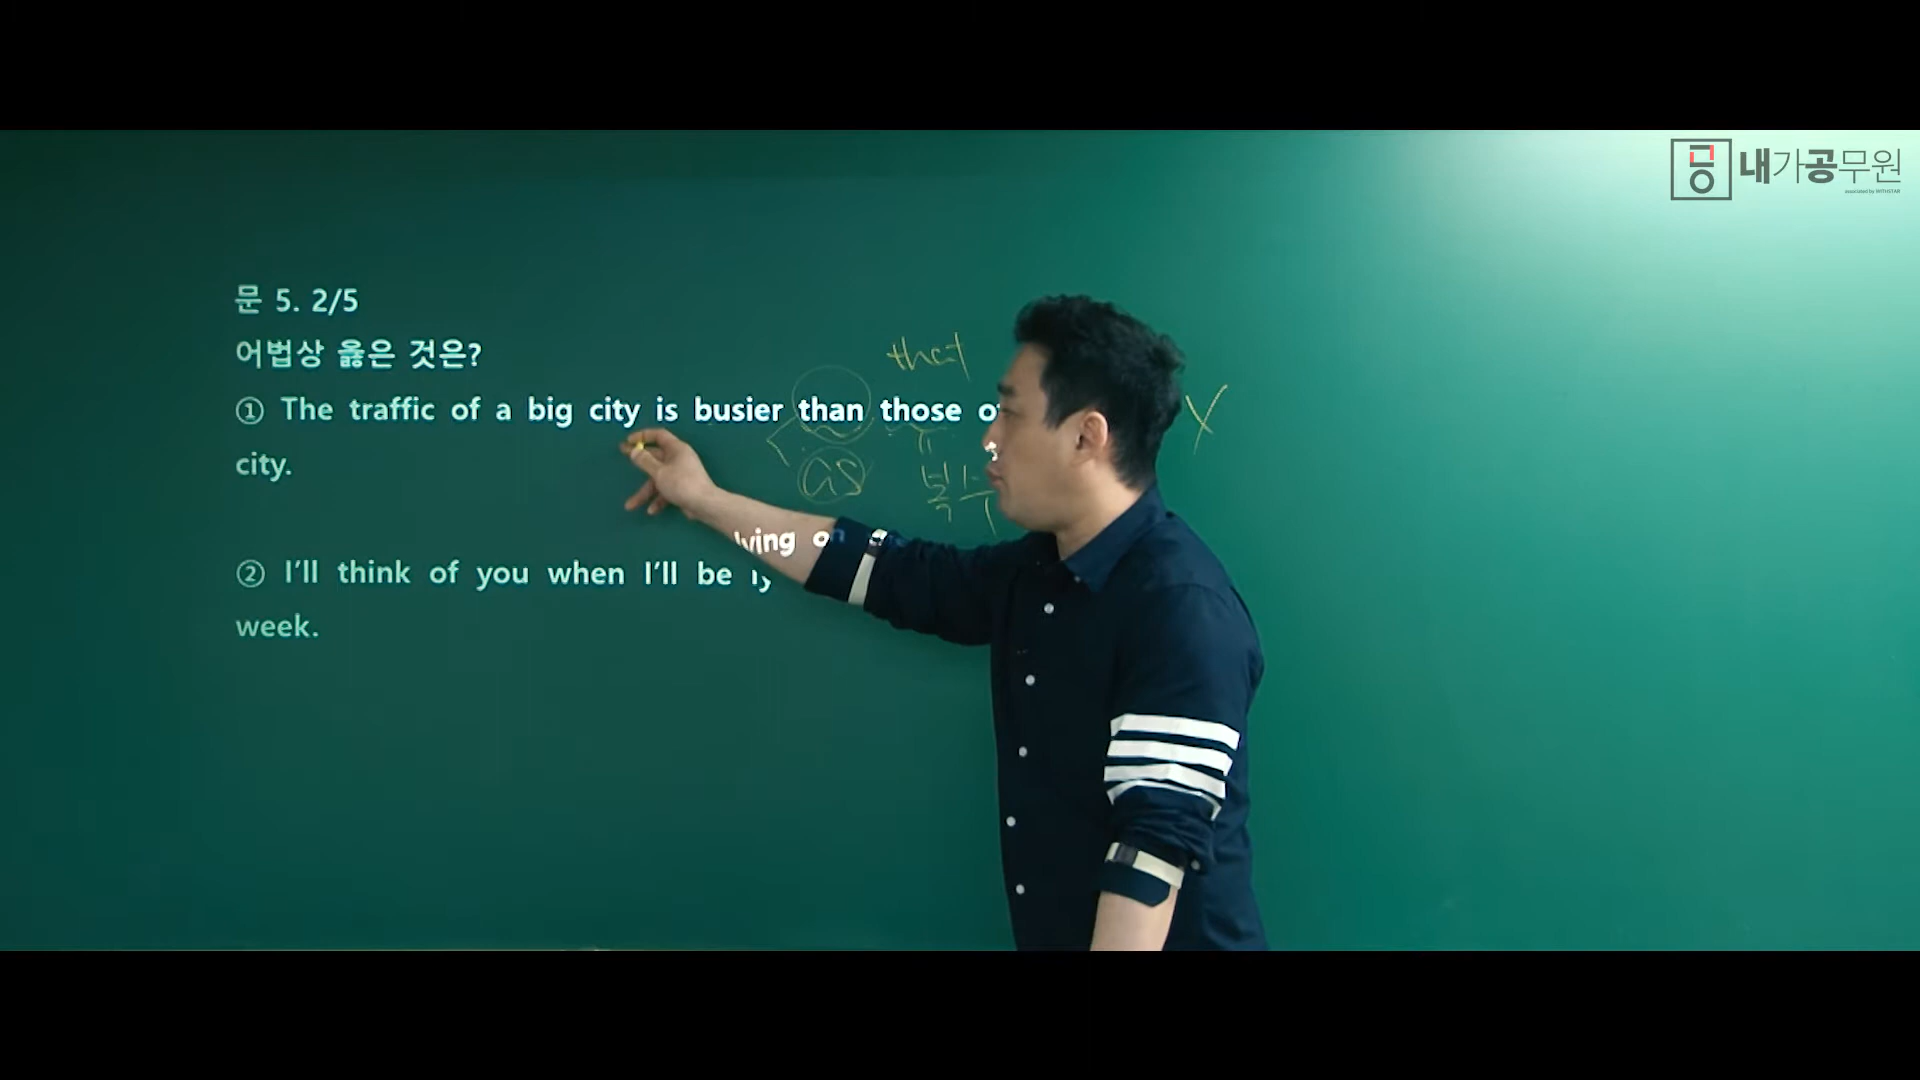 내가공무원
문 5. 2/5
어법상 옳은 것은?
that
① The traffic of a big city is busier than those X
city.
as
복수
② I'll think of you when I'll be lying on
week.